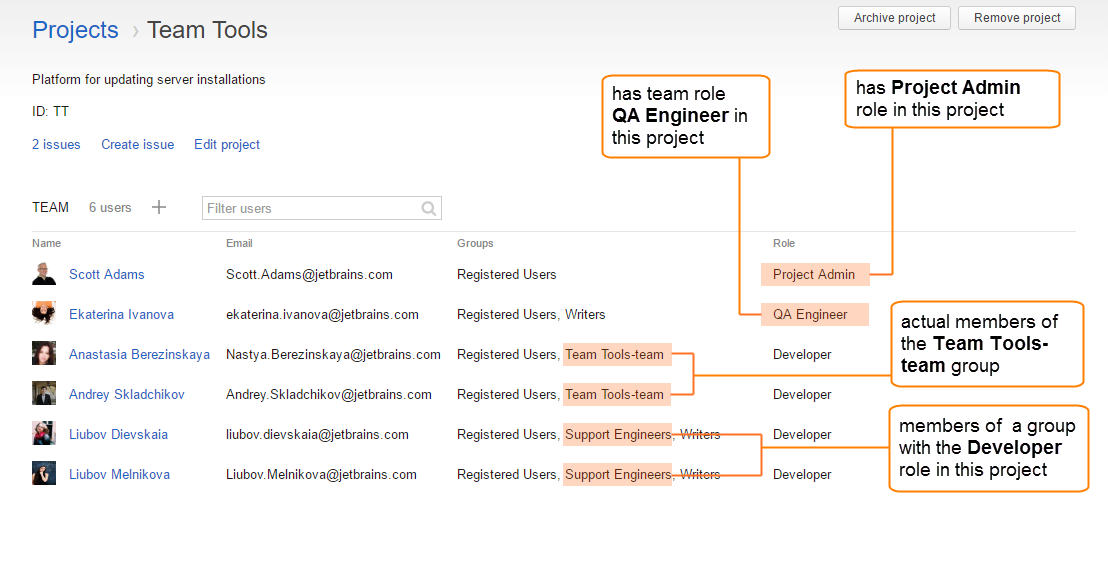 Projects › Team Tools
Archive project
Remove project
Platform for updating server installations
ID: TT
2 issues Create issue Edit project
has team role
QA Engineer in
this project
has Project Admin
role in this project
TEAM 6 users + Filter users
Name Email Groups Role
Scott Adams Scott.Adams@jetbrains.com Registered Users Project Admin
Ekaterina Ivanova ekaterina.ivanova@jetbrains.com Registered Users, Writers QA Engineer
Anastasia Berezinskaya Nastya.Berezinskaya@jetbrains.com Registered Users, Team Tools-team Developer
Andrey Skladchikov Andrey.Skladchikov@jetbrains.com Registered Users, Team Tools-team Developer
Liubov Dievskaia liubov.dievskaia@jetbrains.com Registered Users, Support Engineers, Writers Developer
Liubov Melnikova Liubov.Melnikova@jetbrains.com Registered Users, Support Engineers, Writers Developer
actual members of
the Team Tools-
team group
members of a group
with the Developer
role in this project